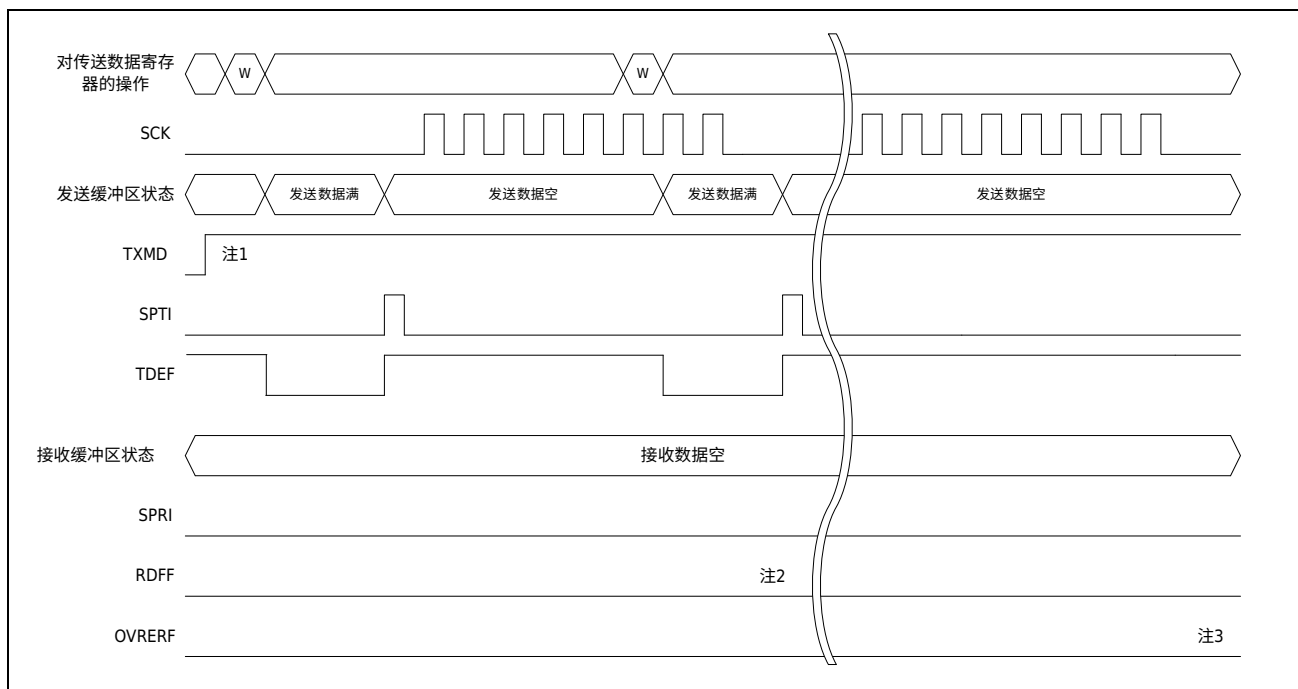 对传送数据寄存
器的操作
W
W
SCK
发送缓冲区状态
发送数据满
发送数据空
发送数据满
发送数据空
TXMD
注1
SPTI
TDEF
接收缓冲区状态
接收数据空
SPRI
RDFF
注2
OVRERF
注3